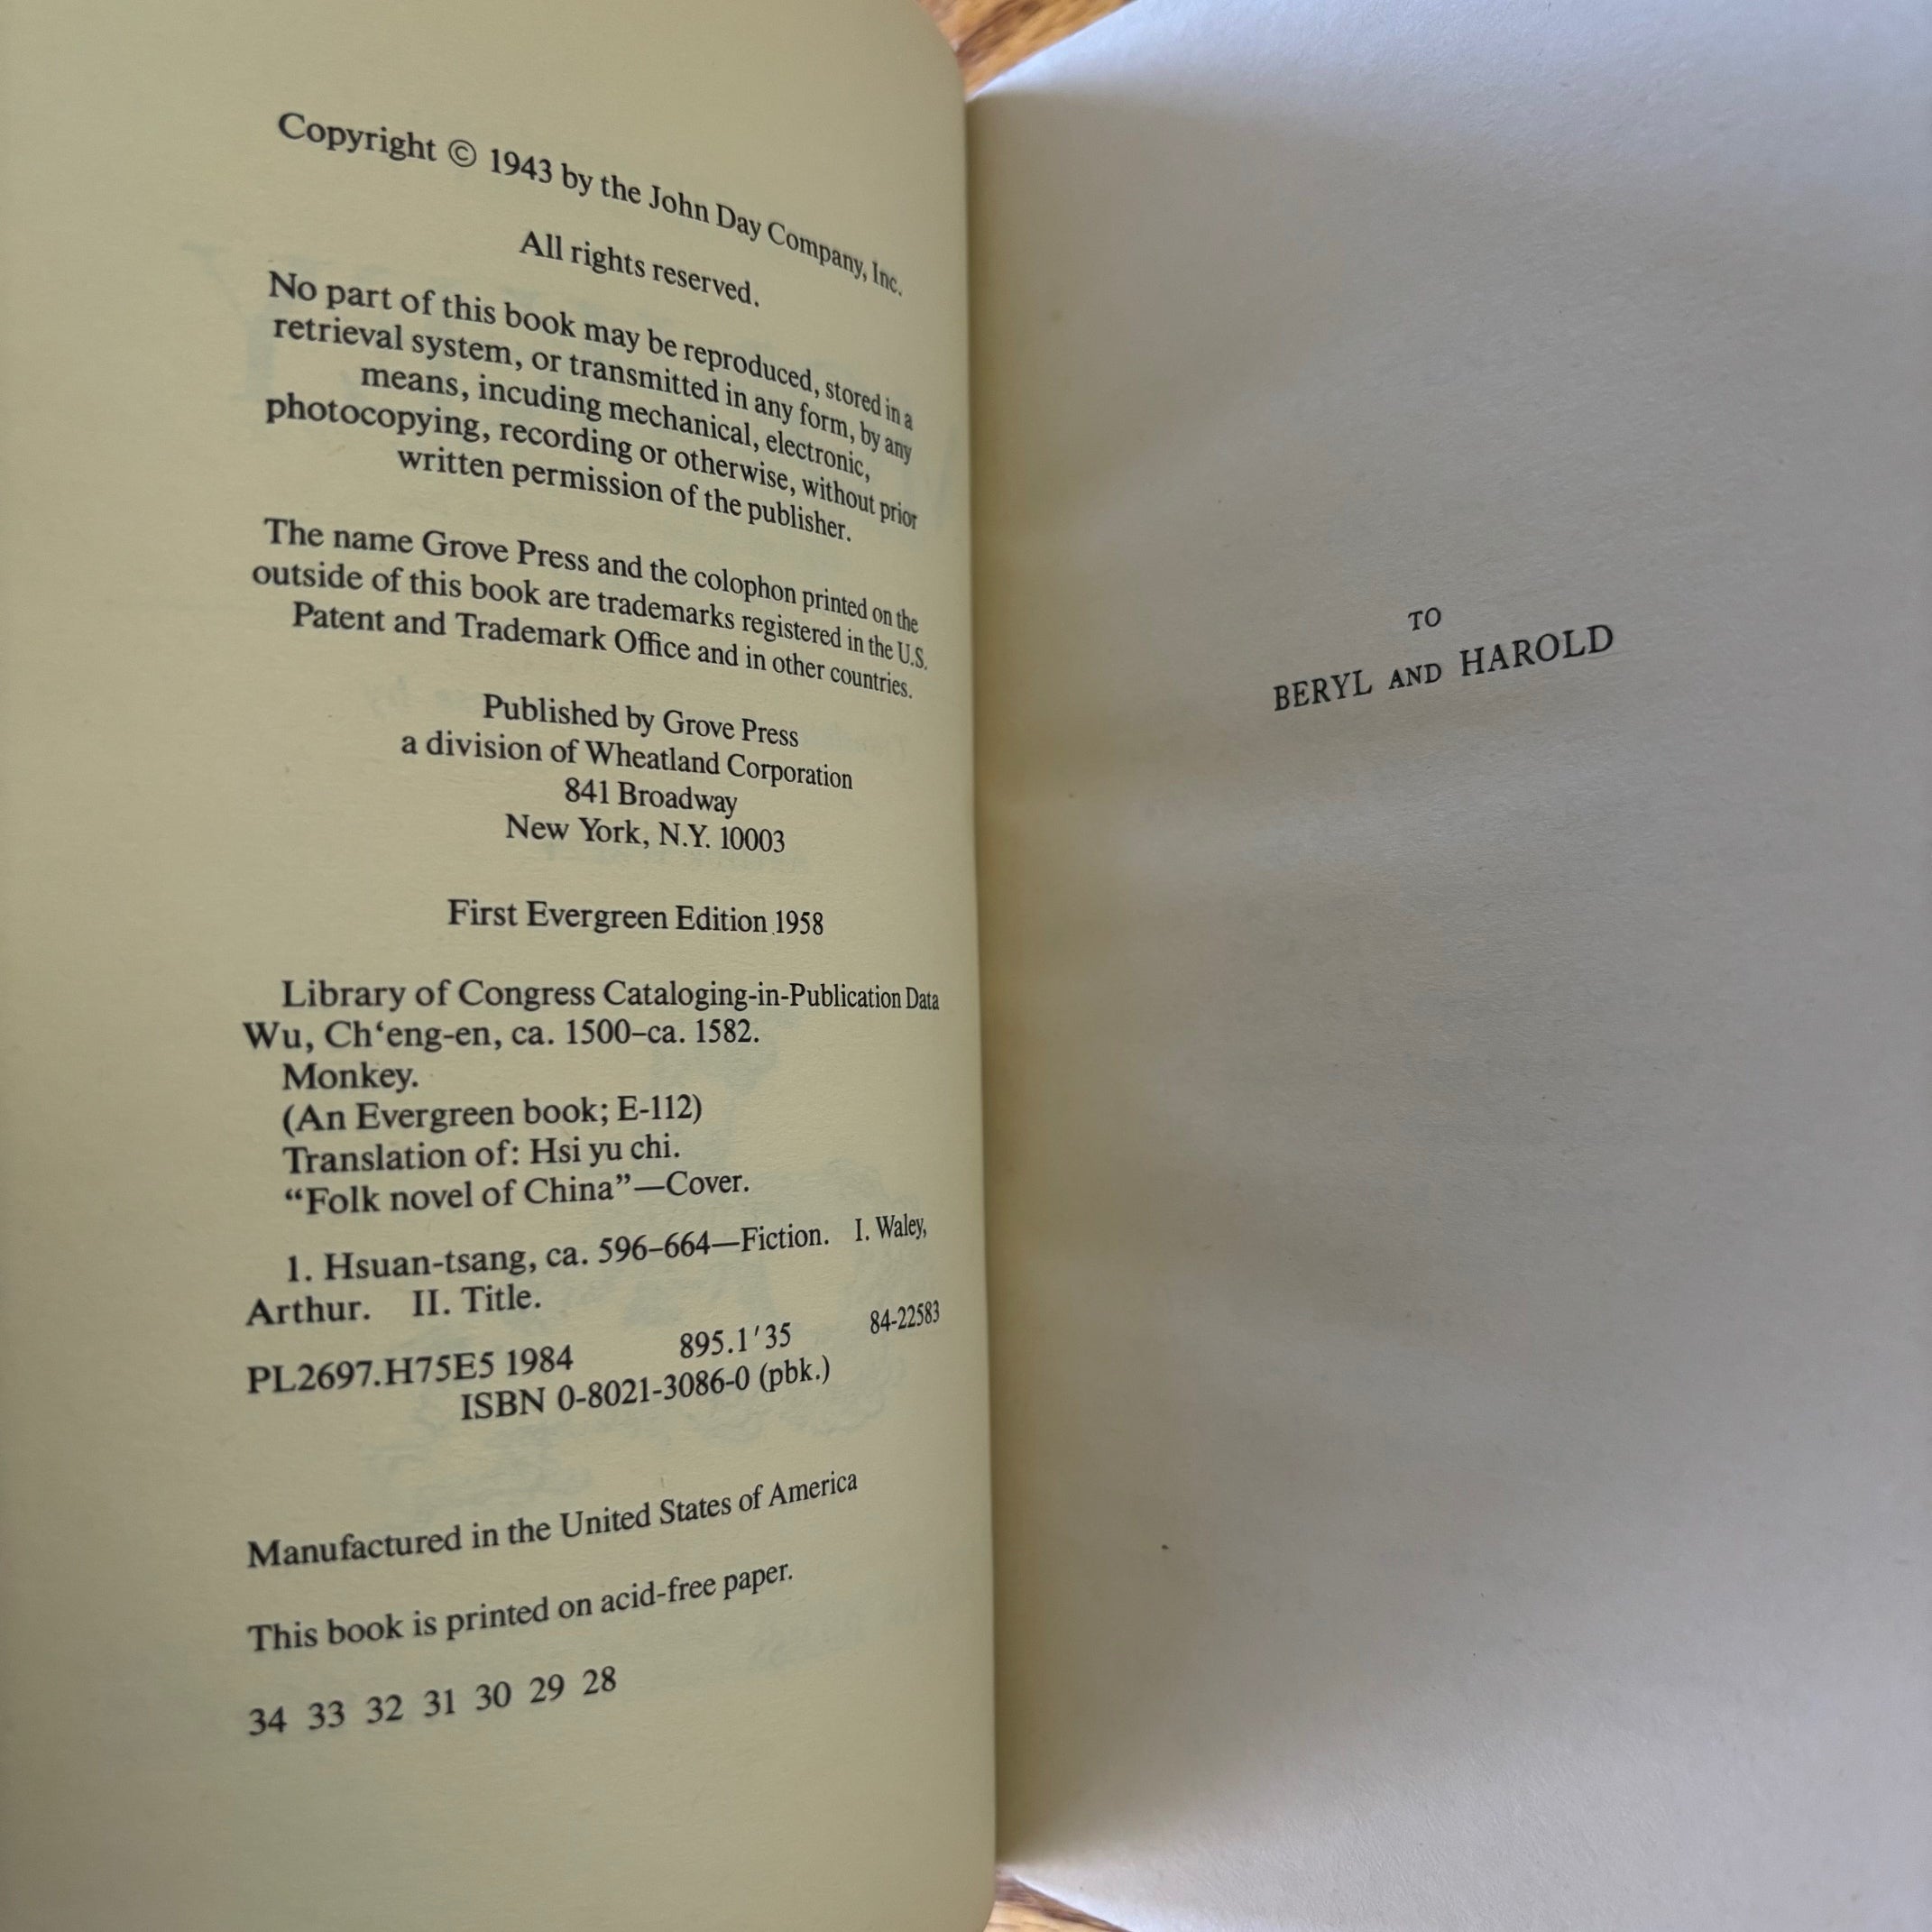 Copyright © 1943 by the John Day Company, Inc.
All rights reserved.
No part of this book may be reproduced, stored in a
retrieval system, or transmitted in any form, by any
means, incuding mechanical, electronic,
photocopying, recording or otherwise, without prior
written permission of the publisher.
The name Grove Press and the colophon printed on the
outside of this book are trademarks registered in the U.S.
Patent and Trademark Office and in other countries.
Published by Grove Press
a division of Wheatland Corporation
841 Broadway
New York, N.Y. 10003
First Evergreen Edition 1958
Library of Congress Cataloging-in-Publication Data
Wu, Ch‘eng-en, ca. 1500–ca. 1582.
Monkey.
(An Evergreen book; E-112)
Translation of: Hsi yu chi.
“Folk novel of China”—Cover.
1. Hsuan-tsang, ca. 596–664—Fiction. I. Waley,
Arthur. II. Title.
PL2697.H75E5 1984 895.1′35 84-22583
ISBN 0-8021-3086-0 (pbk.)
Manufactured in the United States of America
This book is printed on acid-free paper.
34 33 32 31 30 29 28
TO
BERYL AND HAROLD